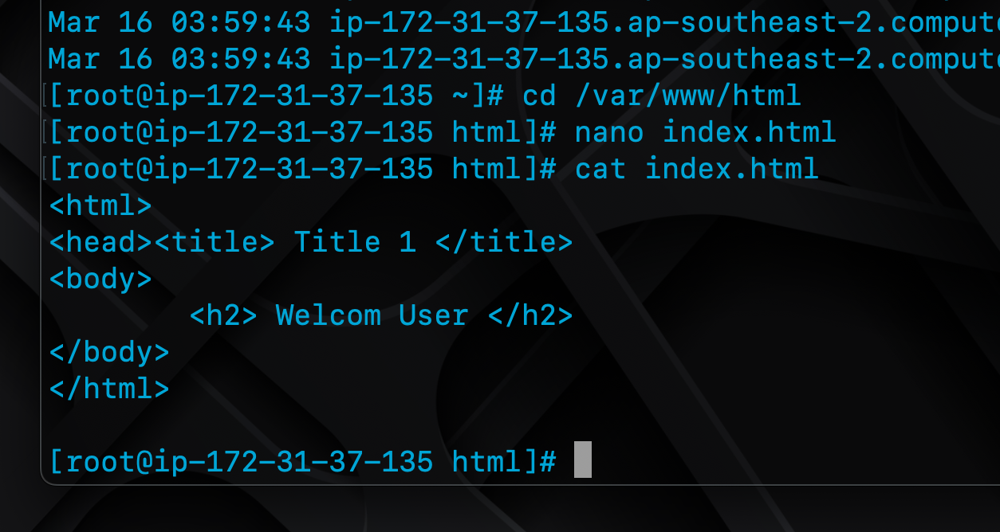 Mar 16 03:59:43 ip-172-31-37-135.ap-southeast-2.compute
Mar 16 03:59:43 ip-172-31-37-135.ap-southeast-2.compute
[[root@ip-172-31-37-135 ~]# cd /var/www/html
[[root@ip-172-31-37-135 html]# nano index.html
[[root@ip-172-31-37-135 html]# cat index.html
<html>
<head><title> Title 1 </title>
<body>
        <h2> Welcom User </h2>
</body>
</html>
[root@ip-172-31-37-135 html]#